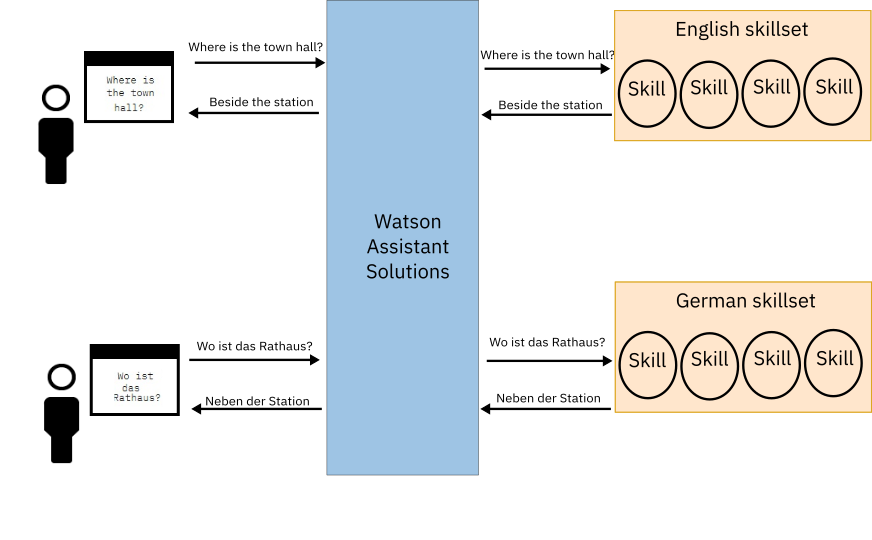 Where is the town hall?
Where is the town hall?
English skillset
Where is
the town
hall?
Skill
Skill
Skill
Skill
Beside the station
Beside the station
Watson
Assistant
Solutions
German skillset
Wo ist das Rathaus?
Wo ist das Rathaus?
Wo ist
das
Rathaus?
Skill
Skill
Skill
Skill
Neben der Station
Neben der Station